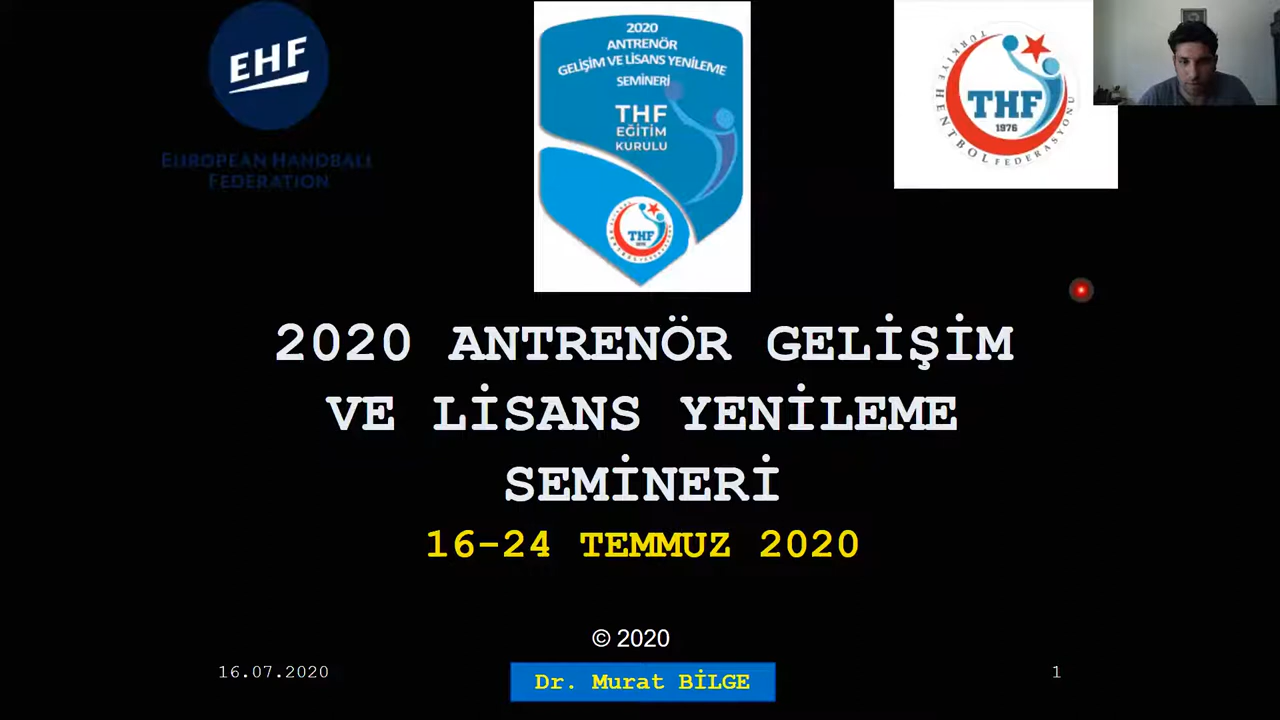 EHF
EUROPEAN HANDBALL
FEDERATION
2020
ANTRENÖR
GELİŞİM VE LİSANS YENİLEME
SEMİNERİ
THF
EĞİTİM
KURULU
THF
TÜRKİYE HENTBOL FEDERASYONU
THF
1976
2020 ANTRENÖR GELİŞİM
VE LİSANS YENİLEME
SEMİNERİ
16-24 TEMMUZ 2020
© 2020
16.07.2020
Dr. Murat BİLGE
1